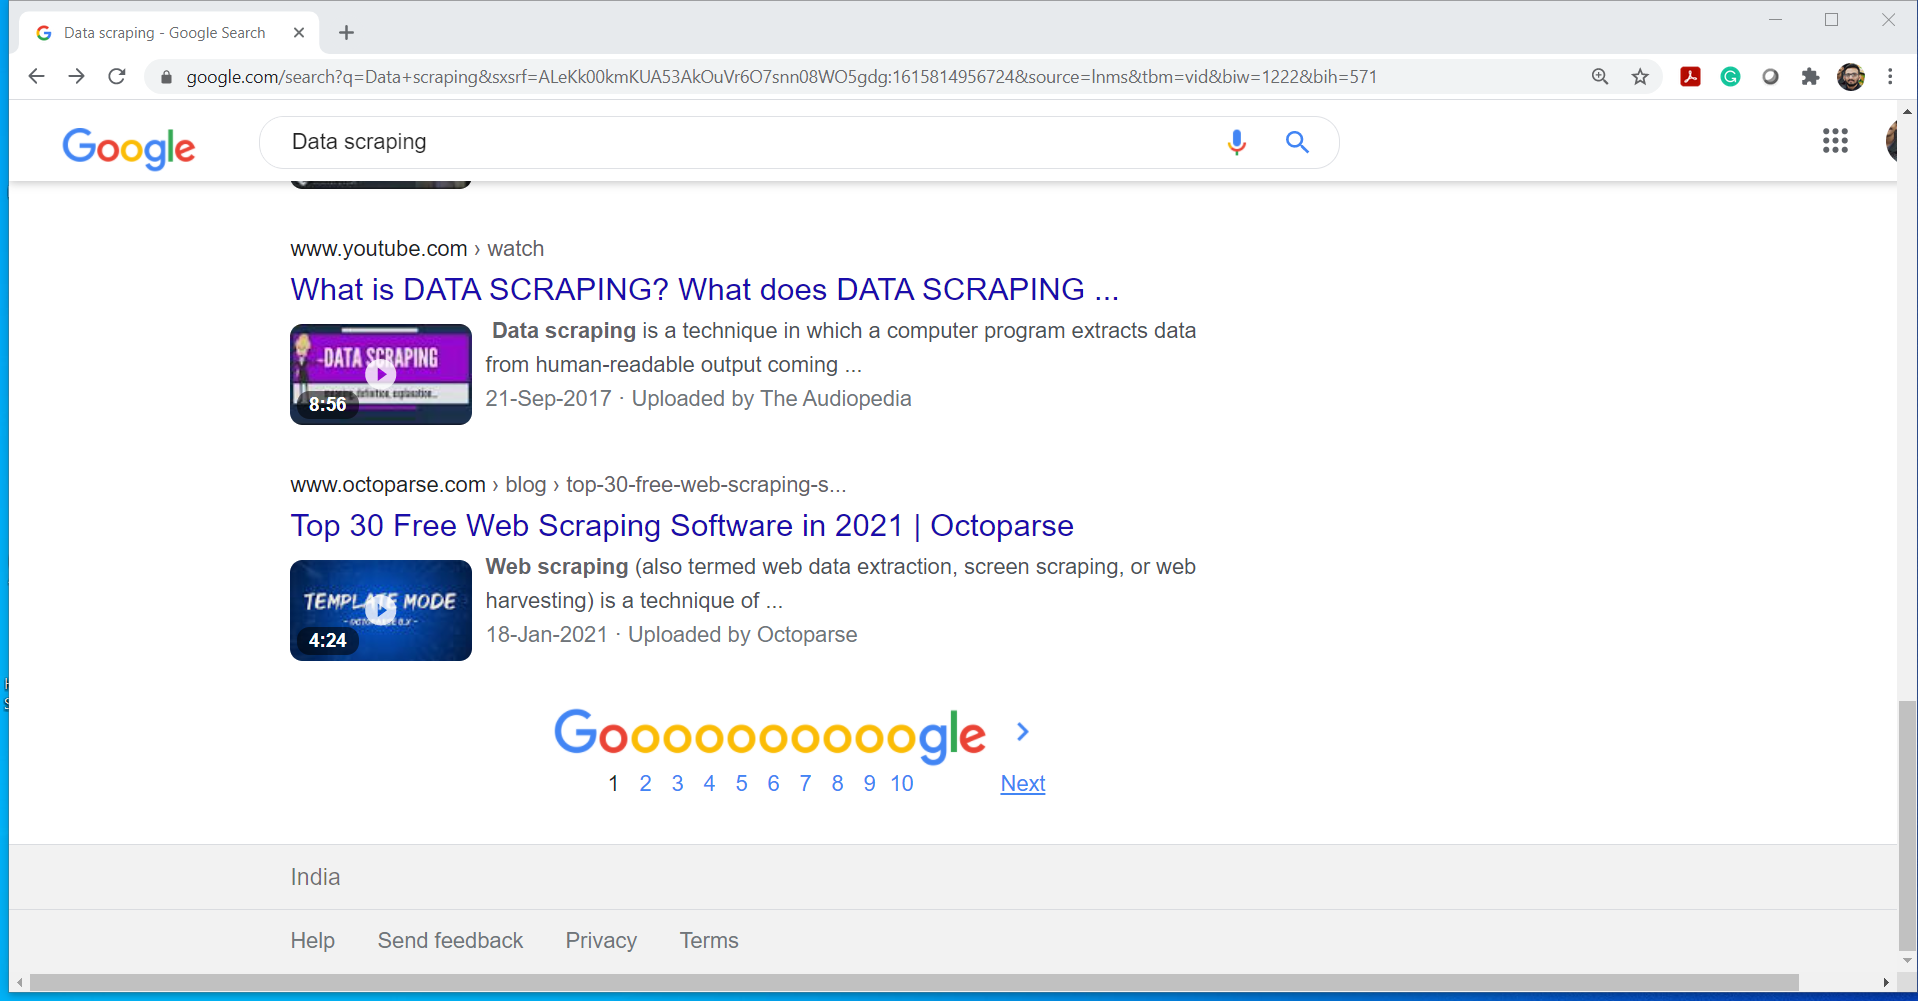 Data scraping - Google Search
google.com/search?q=Data+scraping&sxsrf=ALeKk00kmKUA53AkOuVr6O7snn08WO5gdg:1615814956724&source=lnms&tbm=vid&biw=1222&bih=571
Google
Data scraping
www.youtube.com › watch
What is DATA SCRAPING? What does DATA SCRAPING ...
-DATA SCRAPING
meaning, definition, explanation...
8:56
Data scraping is a technique in which a computer program extracts data
from human-readable output coming ...
21-Sep-2017 · Uploaded by The Audiopedia
www.octoparse.com › blog › top-30-free-web-scraping-s...
Top 30 Free Web Scraping Software in 2021 | Octoparse
TEMPLATE MODE
- OCTOPARSE 8.X -
4:24
Web scraping (also termed web data extraction, screen scraping, or web
harvesting) is a technique of ...
18-Jan-2021 · Uploaded by Octoparse
Goooooooooogle
1 2 3 4 5 6 7 8 9 10 Next
India
Help Send feedback Privacy Terms